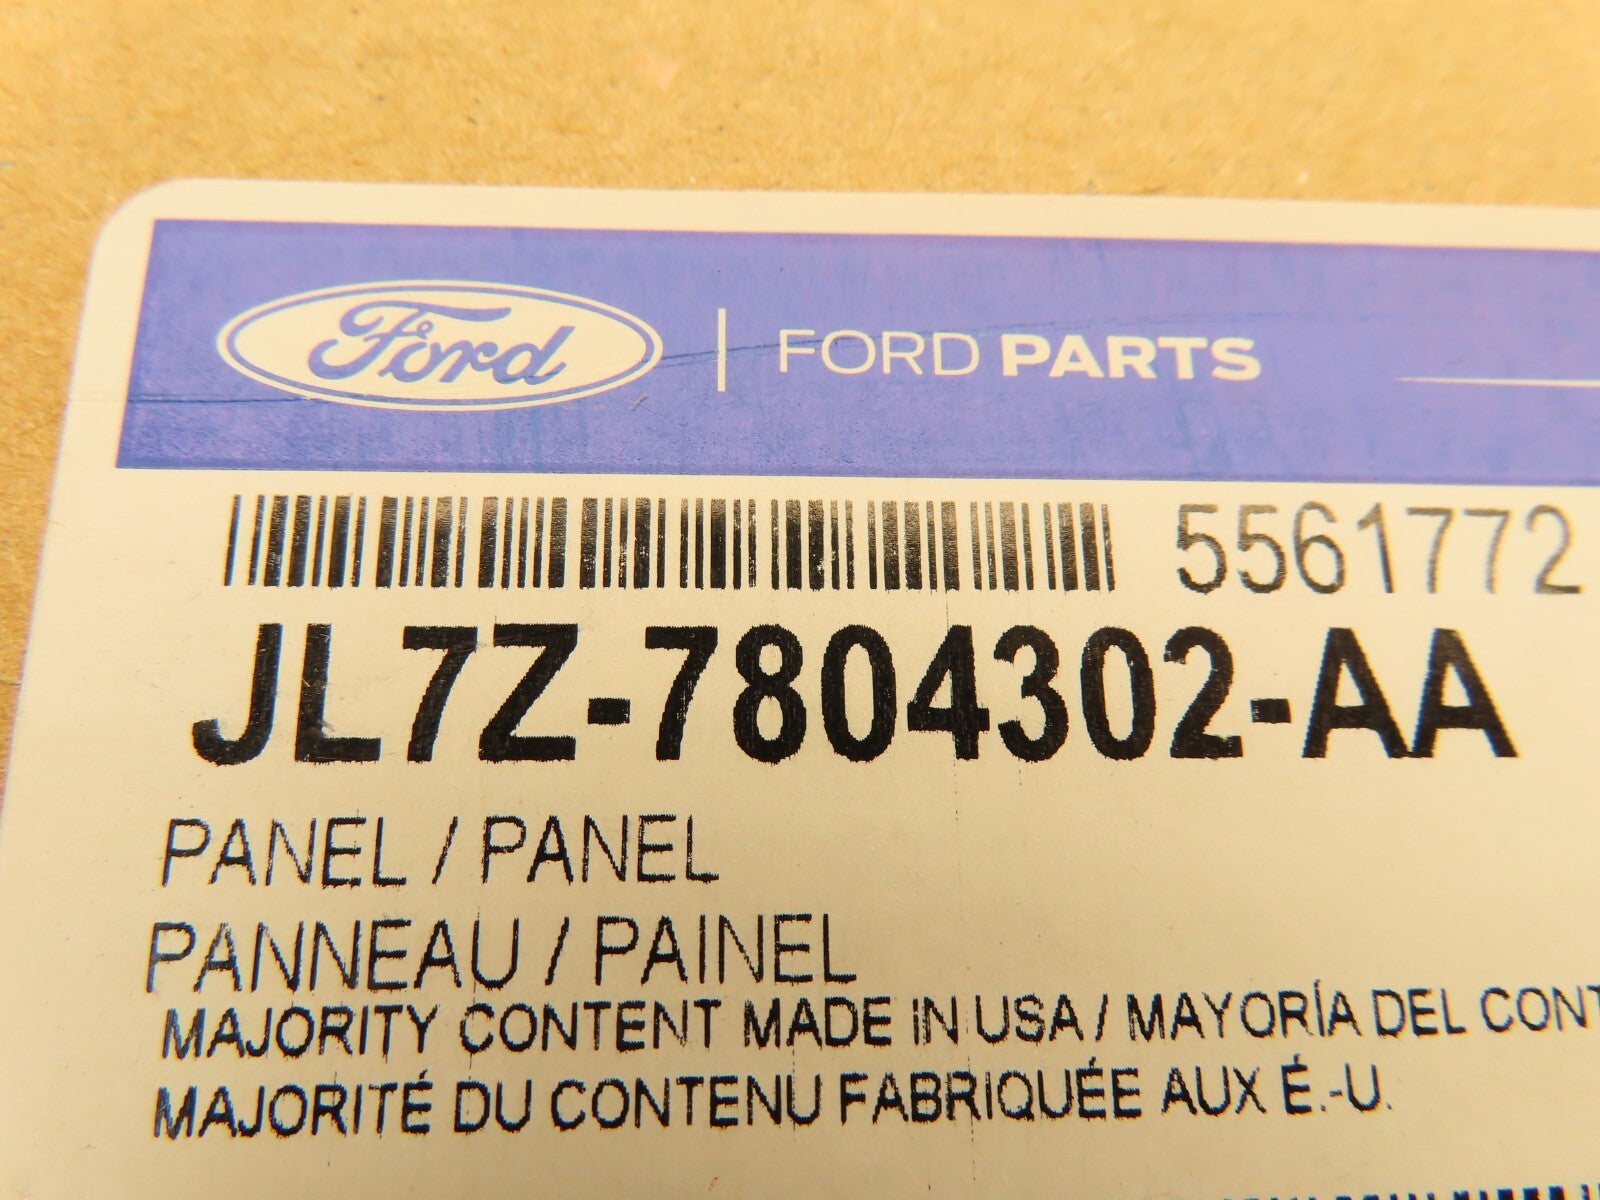 Ford | FORD PARTS
5561772
JL7Z-7804302-AA
PANEL / PANEL
PANNEAU / PAINEL
MAJORITY CONTENT MADE IN USA / MAYORÍA DEL CONT
MAJORITÉ DU CONTENU FABRIQUÉE AUX É.-U.